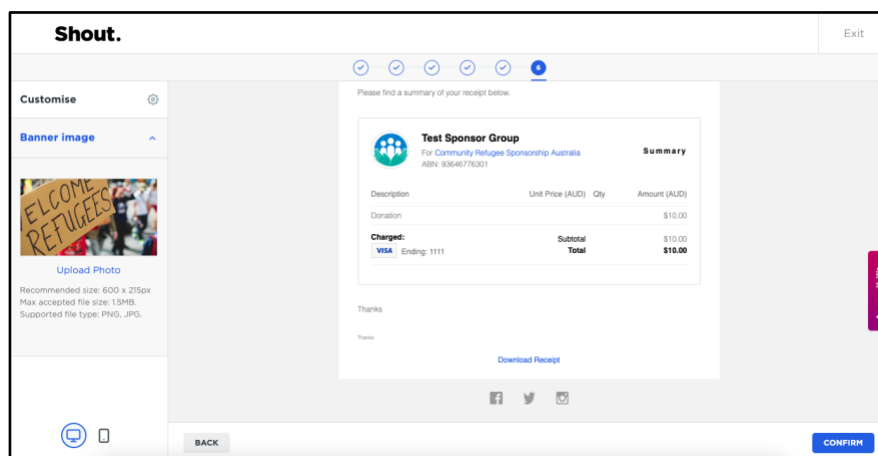 Shout.
Exit
6
Customise
Banner image
WELCOME
REFUGEES
Upload Photo
Recommended size: 600 x 215px
Max accepted file size: 1.5MB.
Supported file type: PNG, JPG.
Please find a summary of your receipt below.
Test Sponsor Group
For Community Refugee Sponsorship Australia
ABN: 93646776301
Summary
Description Unit Price (AUD) Qty Amount (AUD)
Donation $10.00
Charged: Subtotal $10.00
VISA Ending: 1111 Total $10.00
Thanks
Thanks
Download Receipt
BACK
CONFIRM